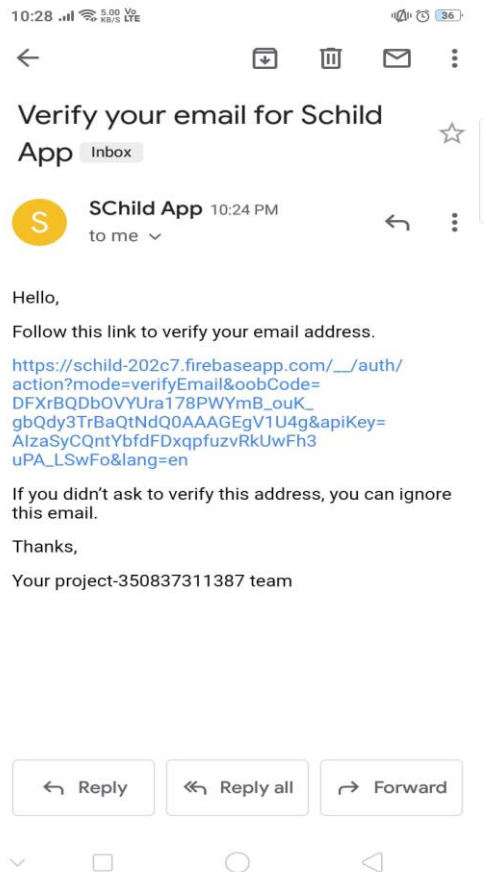 10:28 5.00 KB/S Vo LTE 36
Verify your email for Schild
App Inbox
S
SChild App 10:24 PM
to me
Hello,
Follow this link to verify your email address.
https://schild-202c7.firebaseapp.com/__/auth/
action?mode=verifyEmail&oobCode=
DFXrBQDbOVYUra178PWYmB_ouK_
gbQdy3TrBaQtNdQ0AAAGEgV1U4g&apiKey=
AIzaSyCQntYbfdFDxqpfuzvRkUwFh3
uPA_LSwFo&lang=en
If you didn’t ask to verify this address, you can ignore
this email.
Thanks,
Your project-350837311387 team
Reply Reply all Forward